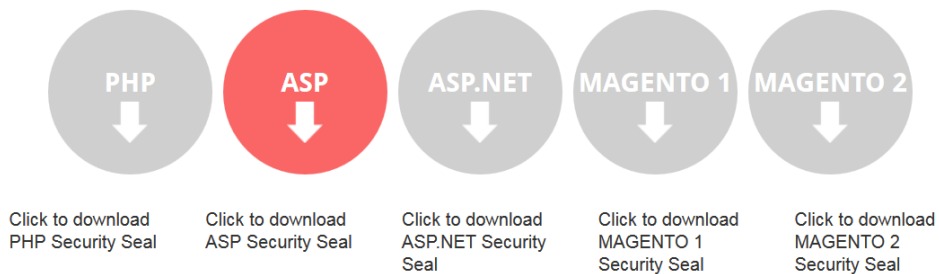 PHP
ASP
ASP.NET
MAGENTO 1
MAGENTO 2
Click to download
PHP Security Seal
Click to download
ASP Security Seal
Click to download
ASP.NET Security
Seal
Click to download
MAGENTO 1
Security Seal
Click to download
MAGENTO 2
Security Seal